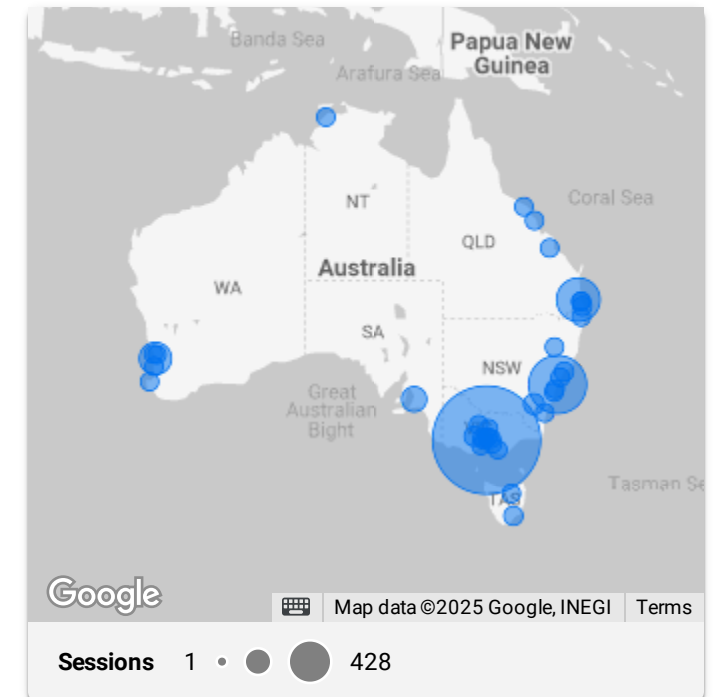 Banda Sea
Papua New
Guinea
Arafura Sea
NT
Coral Sea
QLD
Australia
WA
SA
NSW
Great
Australian
Bight
Tasman Se
TAS
Google
Map data ©2025 Google, INEGI
Terms
Sessions 1 428